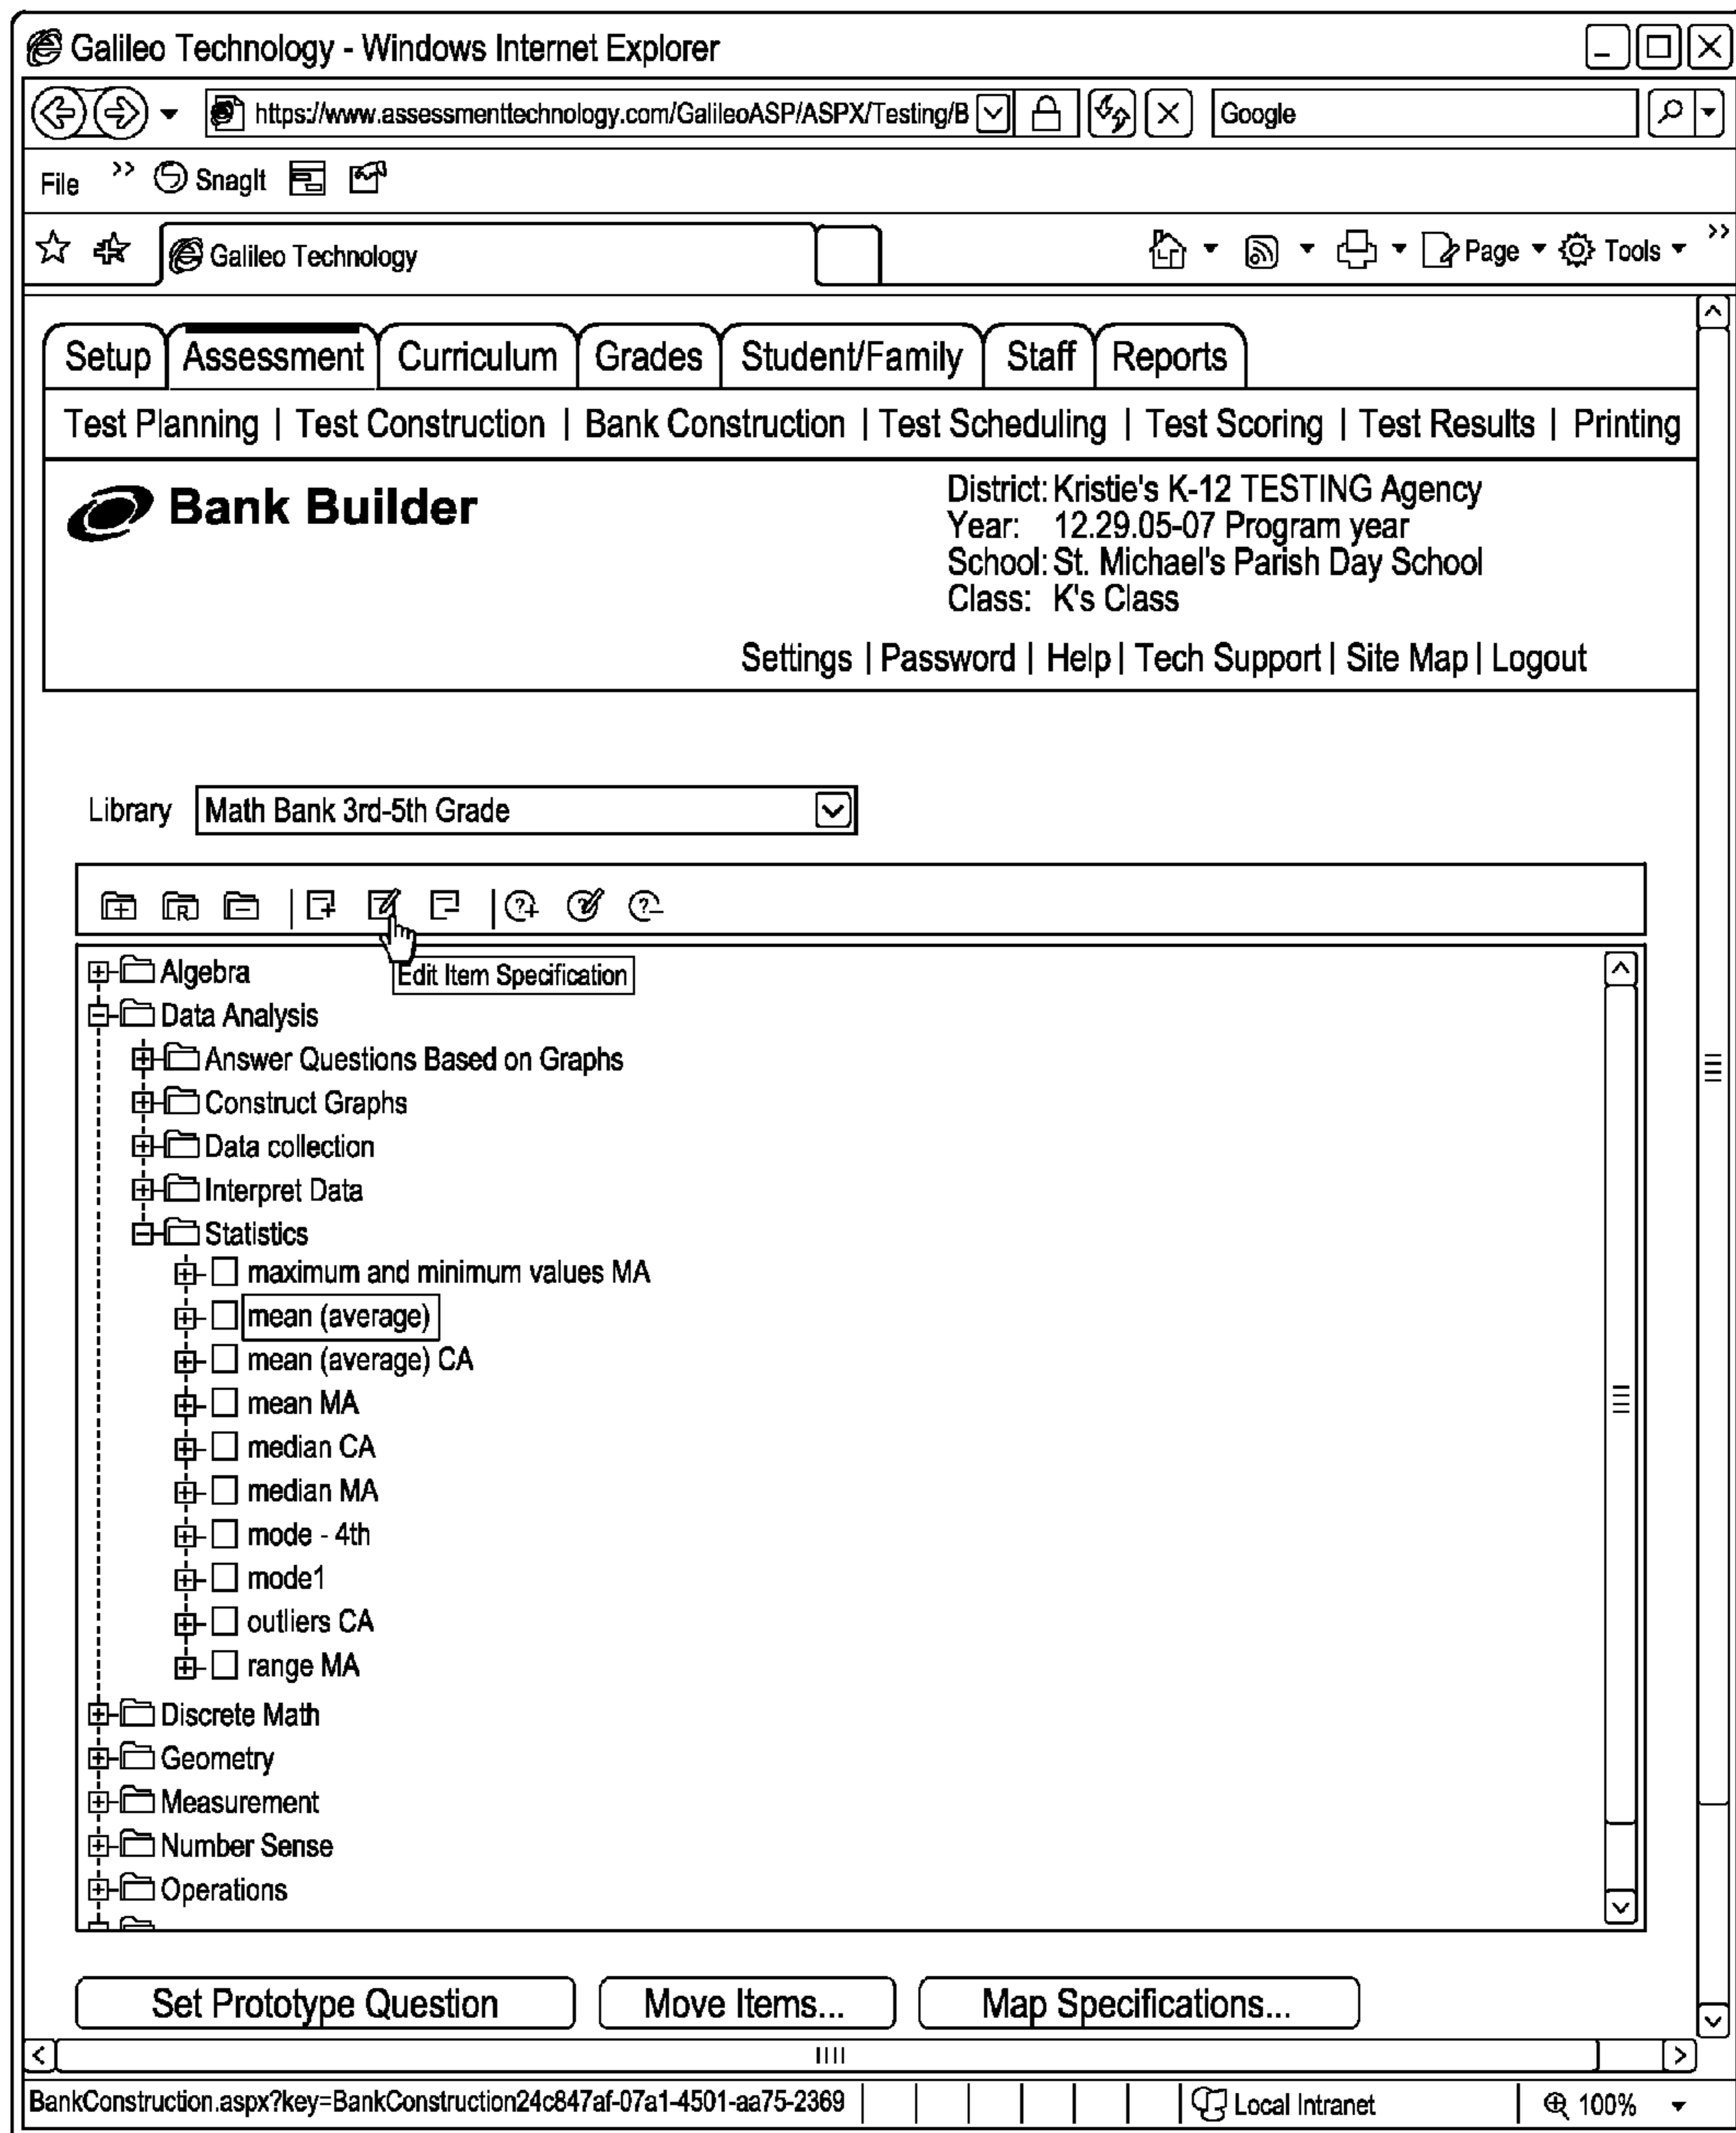 Galileo Technology - Windows Internet Explorer
https://www.assessmenttechnology.com/GalileoASP/ASPX/Testing/B
Google
File >> SnagIt
Galileo Technology
Page Tools >>
Setup Assessment Curriculum Grades Student/Family Staff Reports
Test Planning | Test Construction | Bank Construction | Test Scheduling | Test Scoring | Test Results | Printing
Bank Builder
District: Kristie's K-12 TESTING Agency
Year: 12.29.05-07 Program year
School: St. Michael's Parish Day School
Class: K's Class
Settings | Password | Help | Tech Support | Site Map | Logout
Library Math Bank 3rd-5th Grade
Edit Item Specification
Algebra
Data Analysis
Answer Questions Based on Graphs
Construct Graphs
Data collection
Interpret Data
Statistics
maximum and minimum values MA
mean (average)
mean (average) CA
mean MA
median CA
median MA
mode - 4th
mode1
outliers CA
range MA
Discrete Math
Geometry
Measurement
Number Sense
Operations
Set Prototype Question Move Items... Map Specifications...
BankConstruction.aspx?key=BankConstruction24c847af-07a1-4501-aa75-2369 Local Intranet 100%